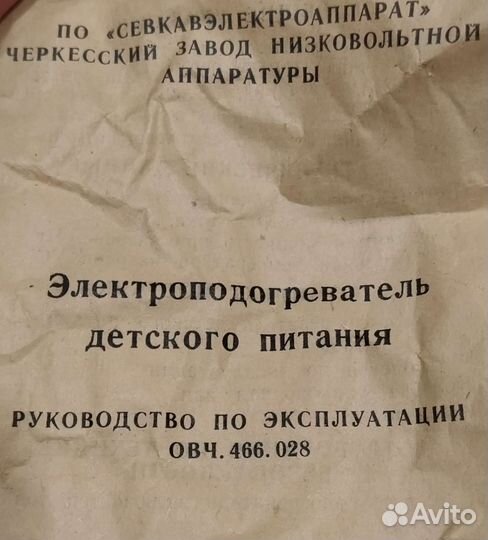 ПО «СЕВКАВЭЛЕКТРОАППАРАТ»
ЧЕРКЕССКИЙ ЗАВОД НИЗКОВОЛЬТНОЙ
АППАРАТУРЫ
Электроподогреватель
детского питания
РУКОВОДСТВО ПО ЭКСПЛУАТАЦИИ
ОВЧ.466.028
Avito